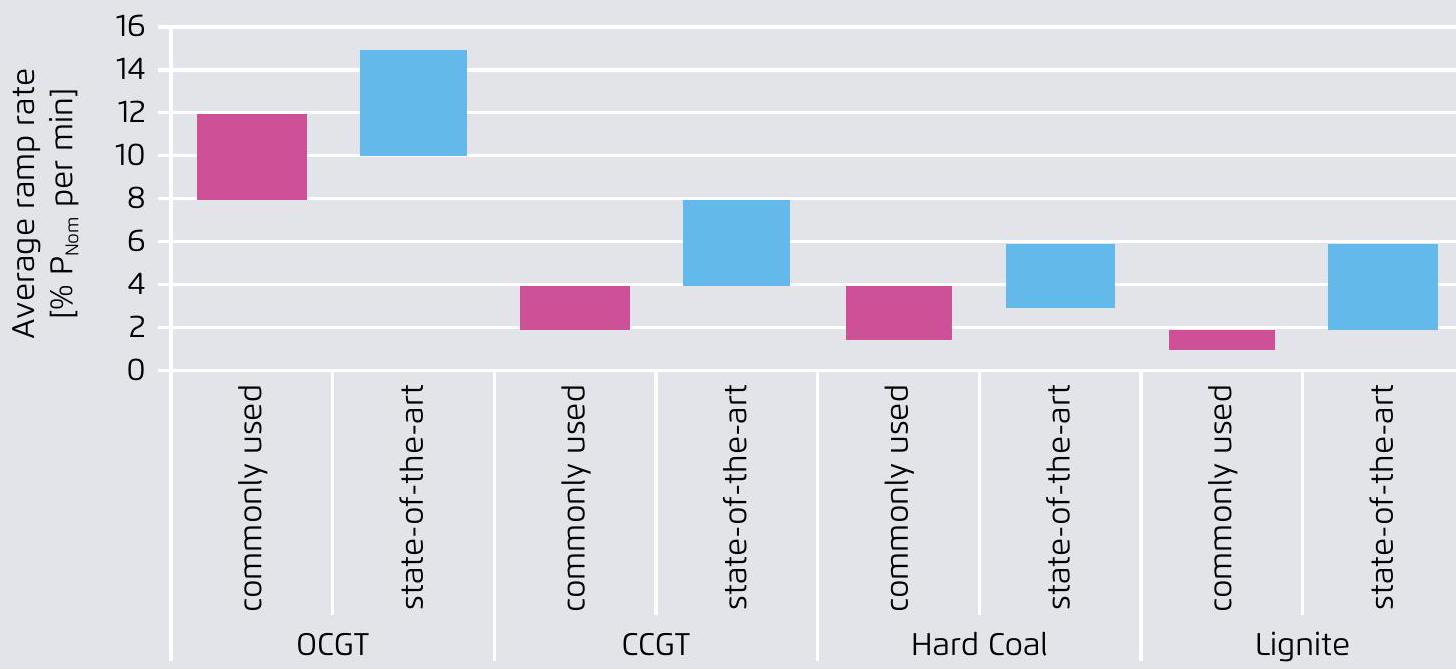 Average ramp rate
[% P_Nom per min]
16
14
12
10
8
6
4
2
0
commonly used
state-of-the-art
commonly used
state-of-the-art
commonly used
state-of-the-art
commonly used
state-of-the-art
OCGT
CCGT
Hard Coal
Lignite